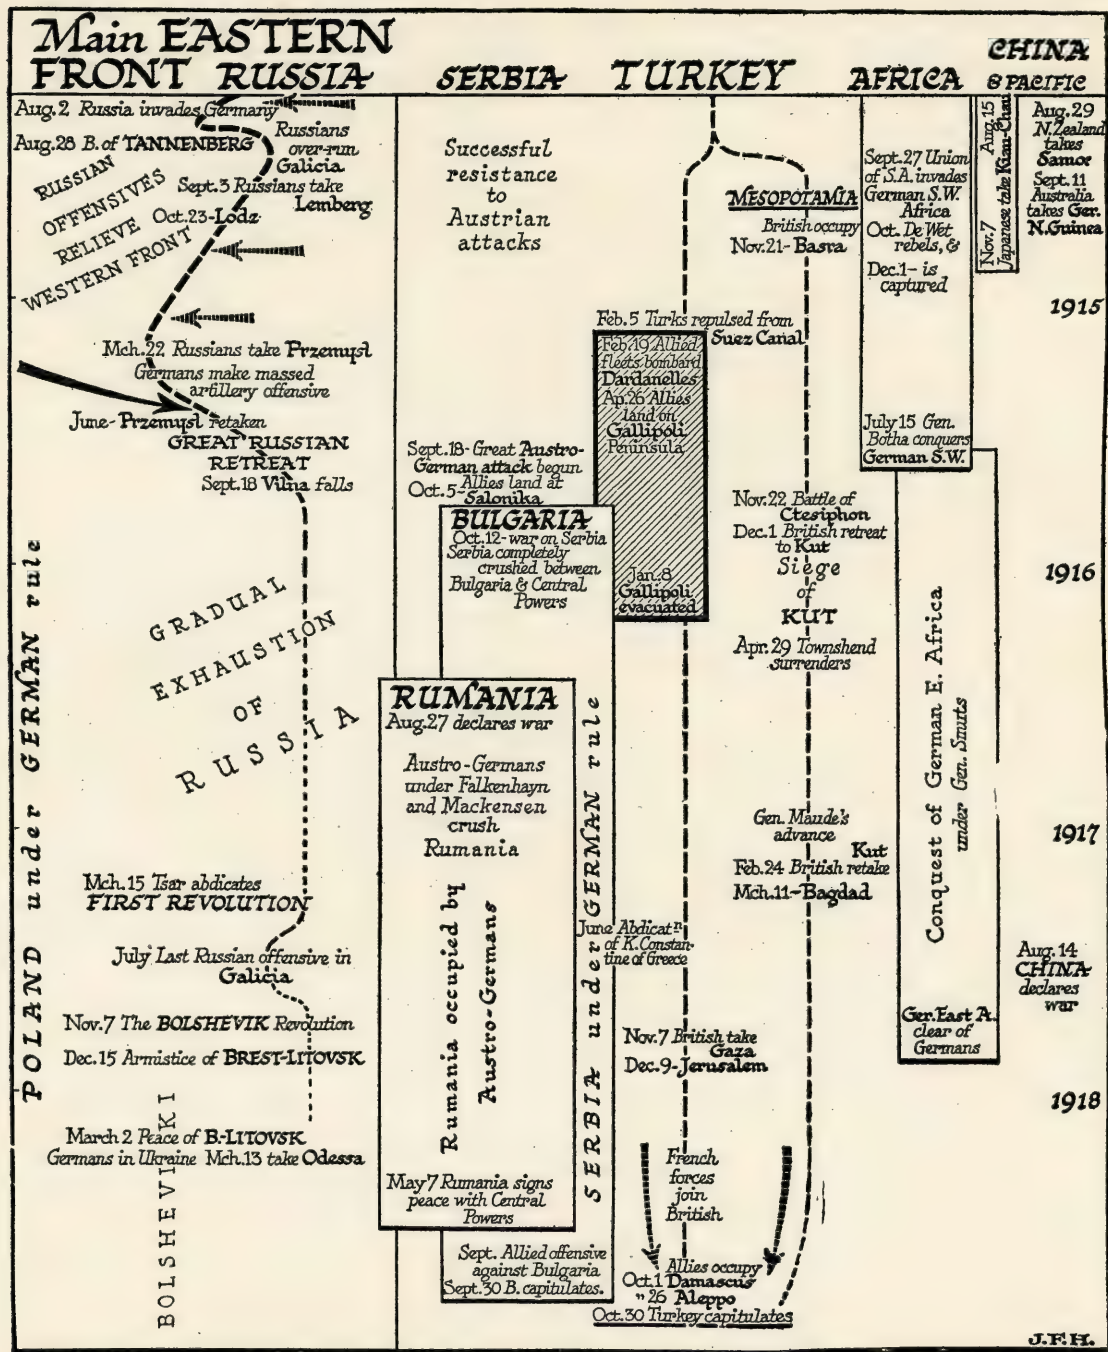 Main EASTERN
FRONT RUSSIA
SERBIA
TURKEY
AFRICA
CHINA
& PACIFIC
Aug. 2 Russia invades Germany
Aug. 28 B. of TANNENBERG
Russians
over-run
Galicia
RUSSIAN
OFFENSIVES
RELIEVE
WESTERN FRONT
Sept. 3 Russians take
Lemberg
Oct. 23-Lodz
Mch. 22 Russians take Przemysl
Germans make massed
artillery offensive
June-Przemysl retaken
GREAT RUSSIAN
RETREAT
Sept. 18 Vilna falls
POLAND under GERMAN rule
GRADUAL
EXHAUSTION
OF
RUSSIA
Mch. 15 Tsar abdicates
FIRST REVOLUTION
July Last Russian offensive in
Galicia
Nov. 7 The BOLSHEVIK Revolution
Dec. 15 Armistice of BREST-LITOVSK
March 2 Peace of B.-LITOVSK
Germans in Ukraine Mch. 13 take Odessa
BOLSHEVIKI
Successful
resistance
to
Austrian
attacks
Sept. 18-Great Austro-
German attack begun
Oct. 5-Allies land at
Salonika
BULGARIA
Oct. 12-war on Serbia
Serbia completely
crushed between
Bulgaria & Central
Powers
RUMANIA
Aug. 27 declares war
Austro-Germans
under Falkenhayn
and Mackensen
crush
Rumania
Rumania occupied by
Austro-Germans
May 7 Rumania signs
peace with Central
Powers
SERBIA under GERMAN rule
Sept. Allied offensive
against Bulgaria
Sept. 30 B. capitulates.
MESOPOTAMIA
British occupy
Nov. 21-Basra
Feb. 5 Turks repulsed from
Suez Canal
Feb. 19 Allied
fleets bombard
Dardanelles
Ap. 26 Allies
land on
Gallipoli
Peninsula
Jan. 8
Gallipoli
evacuated
Nov. 22 Battle of
Ctesiphon
Dec. 1 British retreat
to Kut
Siege
of
KUT
Apr. 29 Townshend
surrenders
Gen. Maude's
advance
Kut
Feb. 24 British retake
Mch. 11-Bagdad
June Abdicatn
of K. Constan-
tine of Greece
Nov. 7 British take
Gaza
Dec. 9-Jerusalem
French
forces
join
British
Allies occupy
Oct. 1 Damascus
" 26 Aleppo
Oct. 30 Turkey capitulates
Sept. 27 Union
of S.A. invades
German S.W.
Africa
Oct. De Wet
rebels, &
Dec. 1- is
captured
July 15 Gen.
Botha conquers
German S.W.
Conquest of German E. Africa
under Gen. Smuts
Ger. East A.
clear of
Germans
Nov. 7 Aug. 15
Japanese take Kiau-Chau
Aug. 29
N. Zealand
takes
Samoa
Sept. 11
Australia
takes Ger.
N. Guinea
1915
1916
1917
Aug. 14
CHINA
declares
war
1918
J.F.H.